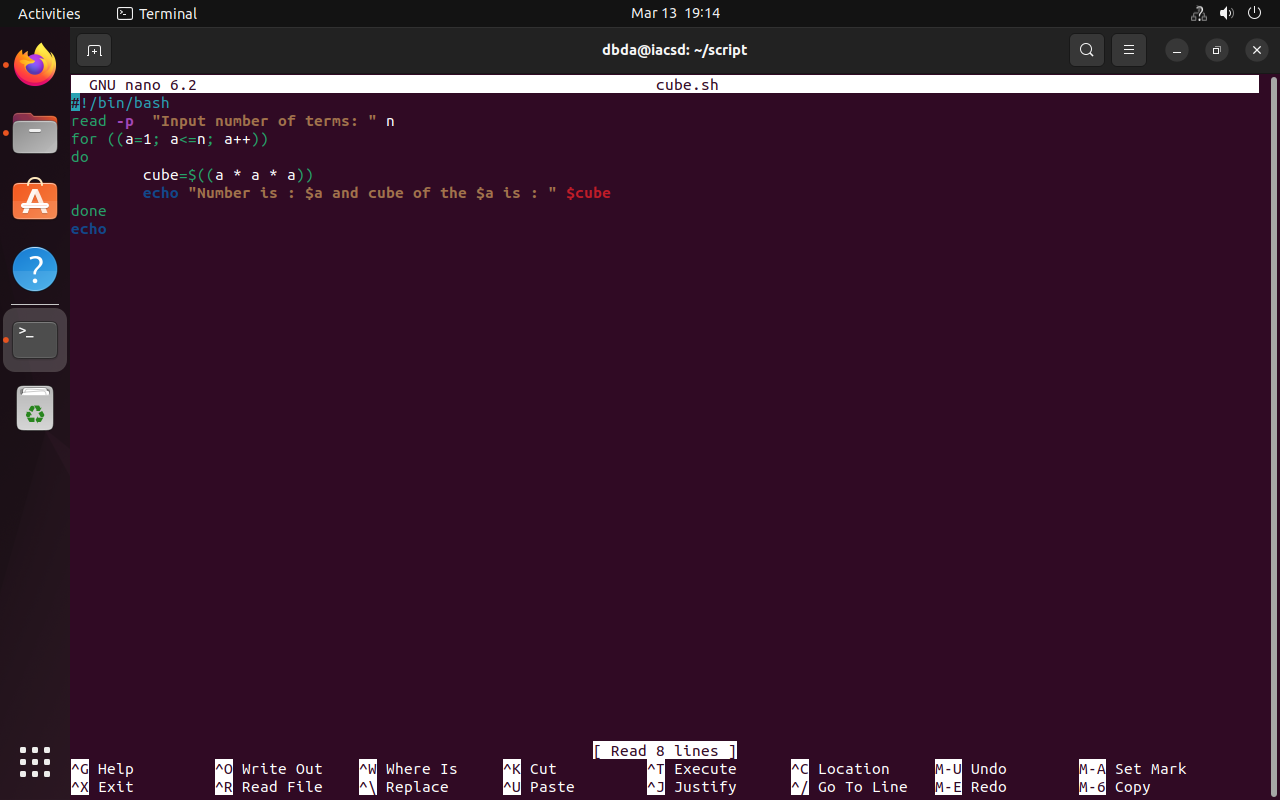 Activities Terminal Mar 13 19:14
dbda@iacsd: ~/script
GNU nano 6.2 cube.sh
#!/bin/bash
read -p  "Input number of terms: " n
for ((a=1; a<=n; a++))
do
        cube=$((a * a * a))
        echo "Number is : $a and cube of the $a is : " $cube
done
echo
[ Read 8 lines ]
^G Help ^O Write Out ^W Where Is ^K Cut ^T Execute ^C Location M-U Undo M-A Set Mark
^X Exit ^R Read File ^\ Replace ^U Paste ^J Justify ^/ Go To Line M-E Redo M-6 Copy